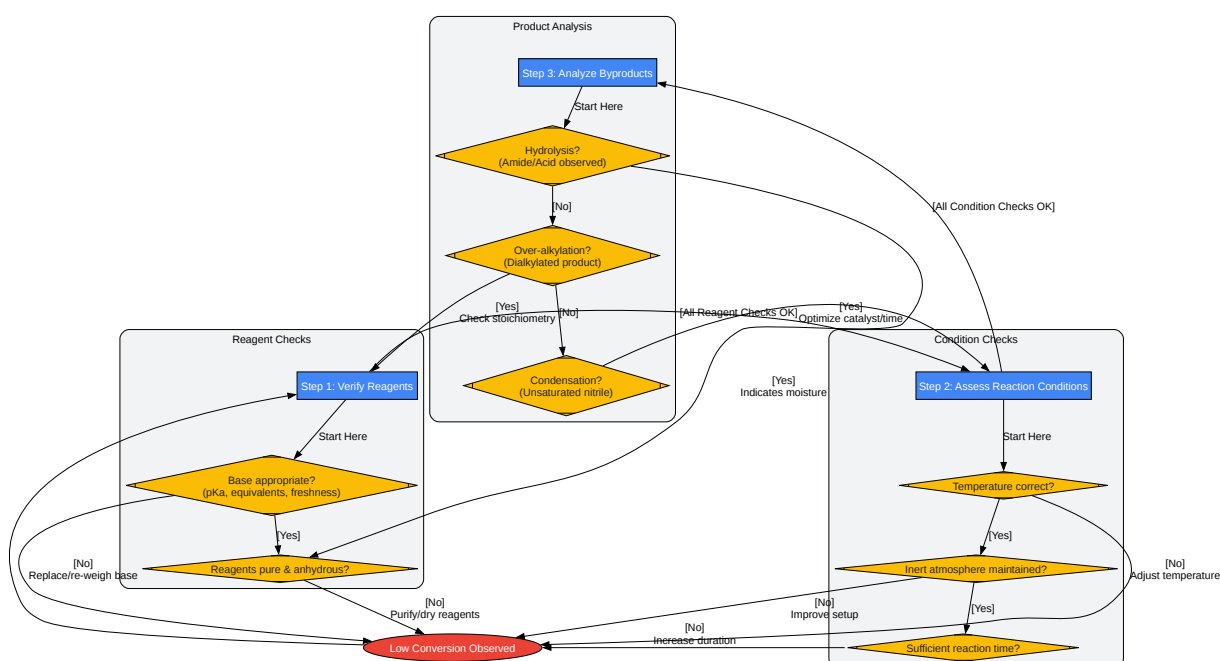 Product Analysis
Step 3: Analyze Byproducts
Start Here
Hydrolysis?
(Amide/Acid observed)
[No]
[All Condition Checks OK]
Over-alkylation?
(Dialkylated product)
[Yes]
Check stoichiometry
[No]
[All Reagent Checks OK]
[Yes]
Optimize catalyst/time
Reagent Checks
Condition Checks
Step 1: Verify Reagents
Condensation?
(Unsaturated nitrile)
[Yes]
Indicates moisture
Step 2: Assess Reaction Conditions
Start Here
Start Here
Base appropriate?
(pKa, equivalents, freshness)
Temperature correct?
[Yes]
[Yes]
[No]
Replace/re-weigh base
Reagents pure & anhydrous?
Inert atmosphere maintained?
[No]
Adjust temperature
[No]
Purify/dry reagents
[No]
Improve setup
[Yes]
[No]
Increase duration
Low Conversion Observed
Sufficient reaction time?